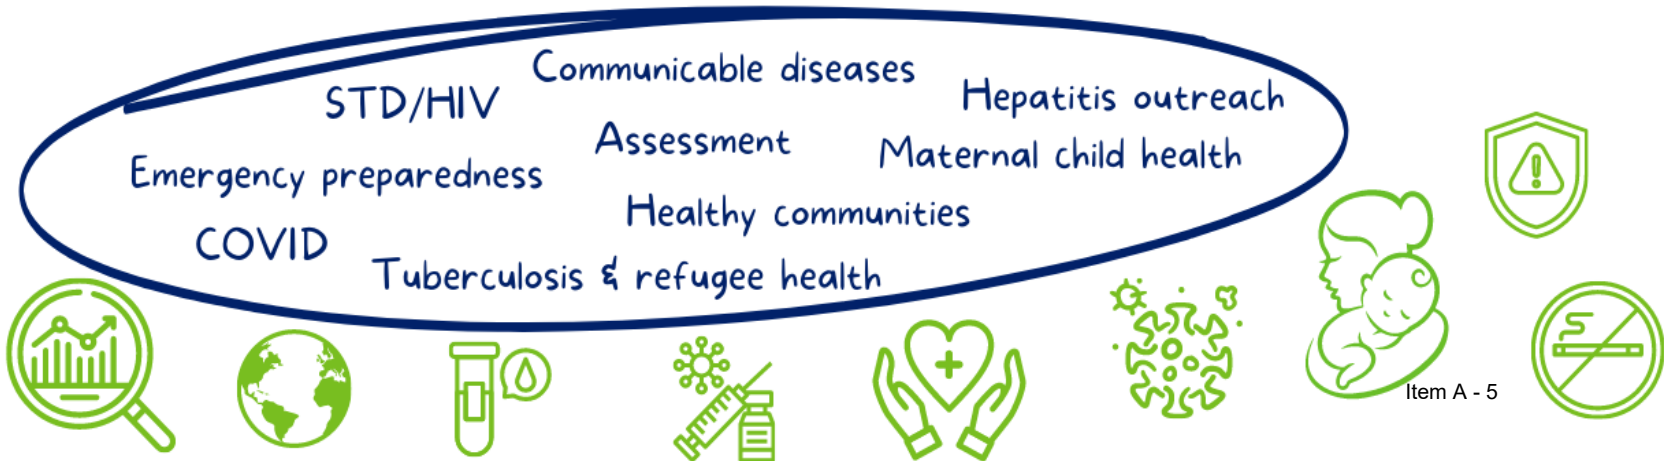 Communicable diseases
STD/HIV
Hepatitis outreach
Assessment
Maternal child health
Emergency preparedness
Healthy communities
COVID
Tuberculosis & refugee health
Item A - 5